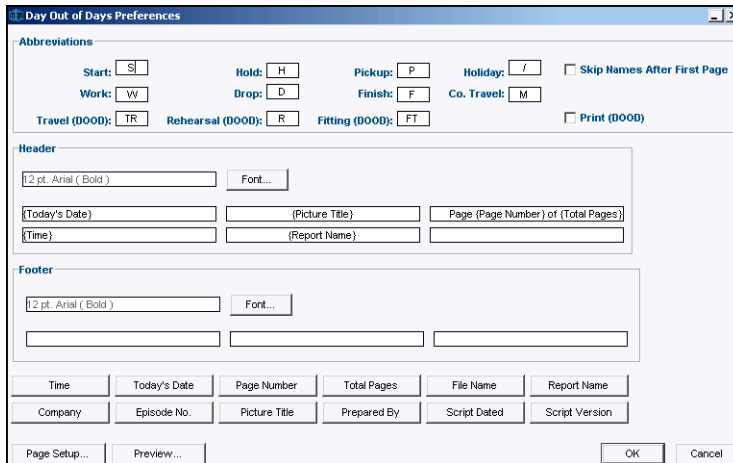 Day Out of Days Preferences
Abbreviations
Start: S Hold: H Pickup: P Holiday: / Skip Names After First Page
Work: W Drop: D Finish: F Co. Travel: M
Travel (DOOD): TR Rehearsal (DOOD): R Fitting (DOOD): FT Print (DOOD)
Header
12 pt. Arial ( Bold ) Font...
{Today's Date} {Picture Title} Page {Page Number} of {Total Pages}
{Time} {Report Name}
Footer
12 pt. Arial ( Bold ) Font...
Time Today's Date Page Number Total Pages File Name Report Name
Company Episode No. Picture Title Prepared By Script Dated Script Version
Page Setup... Preview... OK Cancel